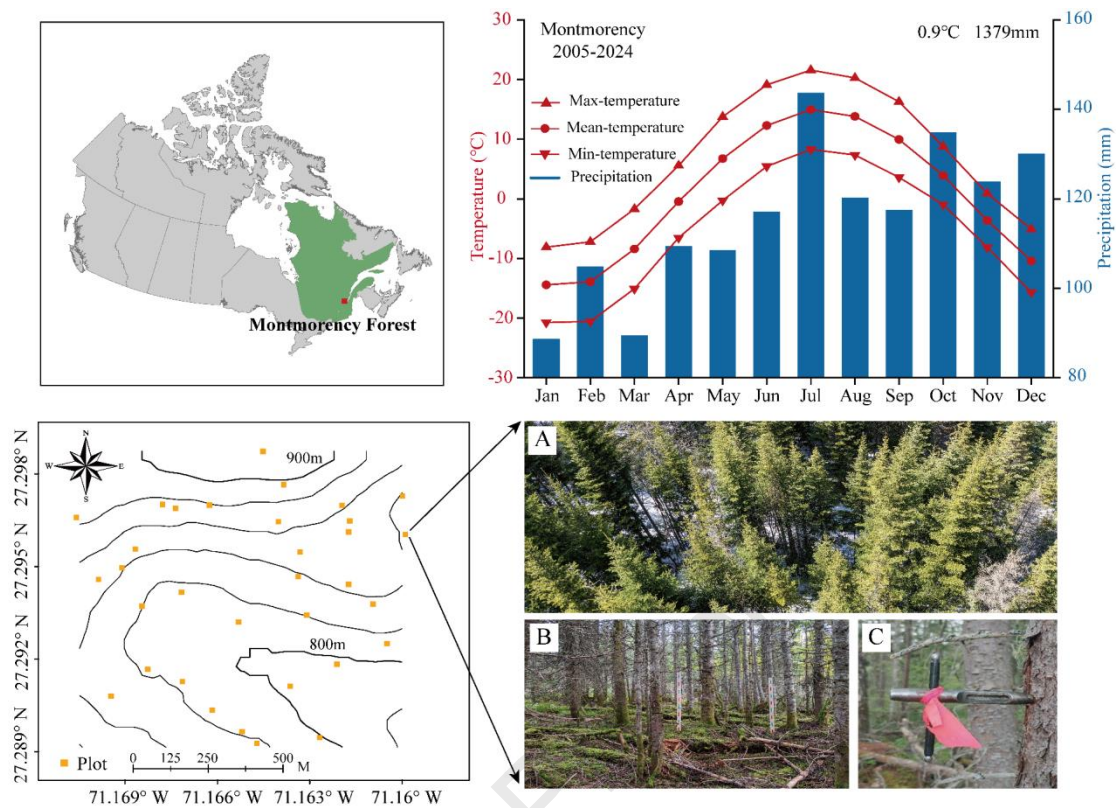 Montmorency Forest
Montmorency
2005-2024
0.9℃ 1379mm
Max-temperature
Mean-temperature
Min-temperature
Precipitation
Temperature (℃)
30
20
10
0
-10
-20
-30
Precipitation (mm)
160
140
120
100
80
Jan Feb Mar Apr May Jun Jul Aug Sep Oct Nov Dec
N
W E
S
900m
800m
27.298° N
27.295° N
27.292° N
27.289° N
Plot
0 125 250 500
M
71.169° W 71.166° W 71.163° W 71.16° W
A
B
C